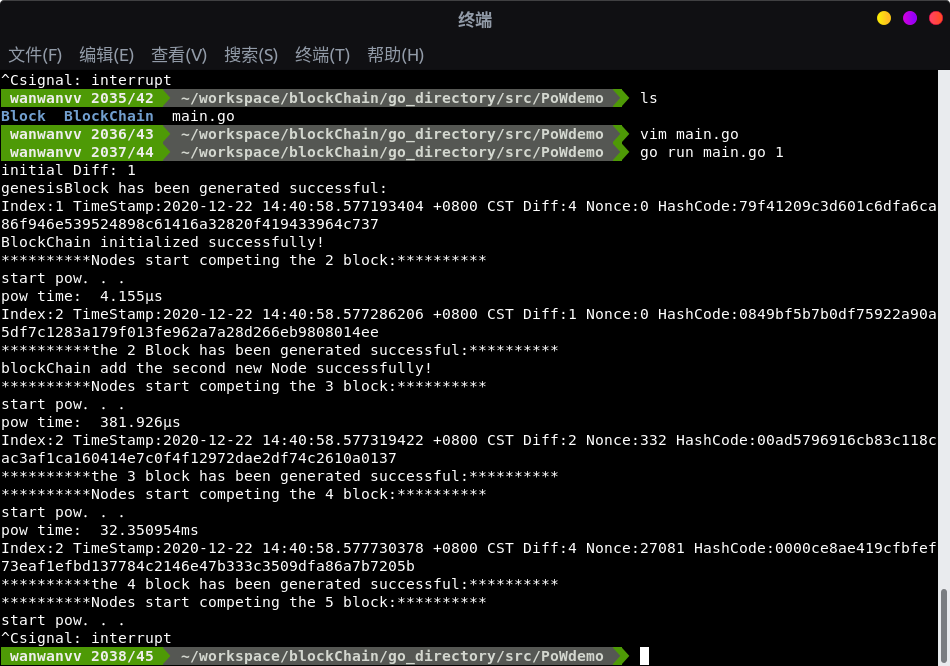 终端
文件(F) 编辑(E) 查看(V) 搜索(S) 终端(T) 帮助(H)
^Csignal: interrupt
wanwanvv 2035/42 ~/workspace/blockChain/go_directory/src/PoWdemo ls
Block BlockChain main.go
wanwanvv 2036/43 ~/workspace/blockChain/go_directory/src/PoWdemo vim main.go
wanwanvv 2037/44 ~/workspace/blockChain/go_directory/src/PoWdemo go run main.go 1
initial Diff: 1
genesisBlock has been generated successful:
Index:1 TimeStamp:2020-12-22 14:40:58.577193404 +0800 CST Diff:4 Nonce:0 HashCode:79f41209c3d601c6dfa6ca
86f946e539524898c61416a32820f419433964c737
BlockChain initialized successfully!
**********Nodes start competing the 2 block:**********
start pow. . .
pow time:  4.155µs
Index:2 TimeStamp:2020-12-22 14:40:58.577286206 +0800 CST Diff:1 Nonce:0 HashCode:0849bf5b7b0df75922a90a
5df7c1283a179f013fe962a7a28d266eb9808014ee
**********the 2 Block has been generated successful:**********
blockChain add the second new Node successfully!
**********Nodes start competing the 3 block:**********
start pow. . .
pow time:  381.926µs
Index:2 TimeStamp:2020-12-22 14:40:58.577319422 +0800 CST Diff:2 Nonce:332 HashCode:00ad5796916cb83c118c
ac3af1ca160414e7c0f4f12972dae2df74c2610a0137
**********the 3 block has been generated successful:**********
**********Nodes start competing the 4 block:**********
start pow. . .
pow time:  32.350954ms
Index:2 TimeStamp:2020-12-22 14:40:58.577730378 +0800 CST Diff:4 Nonce:27081 HashCode:0000ce8ae419cfbfef
73eaf1efbd137784c2146e47b333c3509dfa86a7b7205b
**********the 4 block has been generated successful:**********
**********Nodes start competing the 5 block:**********
start pow. . .
^Csignal: interrupt
wanwanvv 2038/45 ~/workspace/blockChain/go_directory/src/PoWdemo